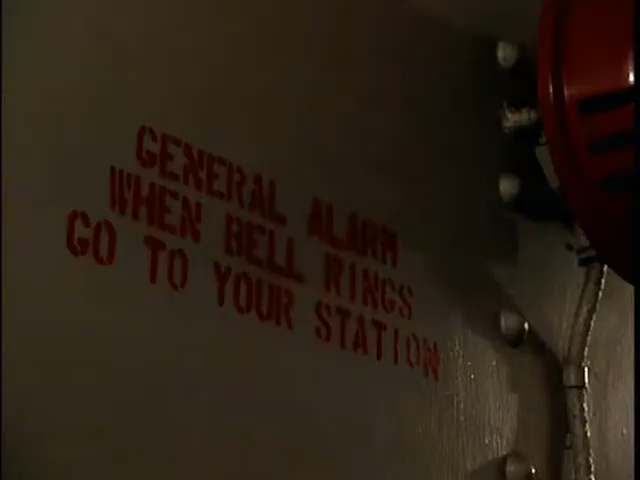 GENERAL ALARM
WHEN BELL RINGS
GO TO YOUR STATION